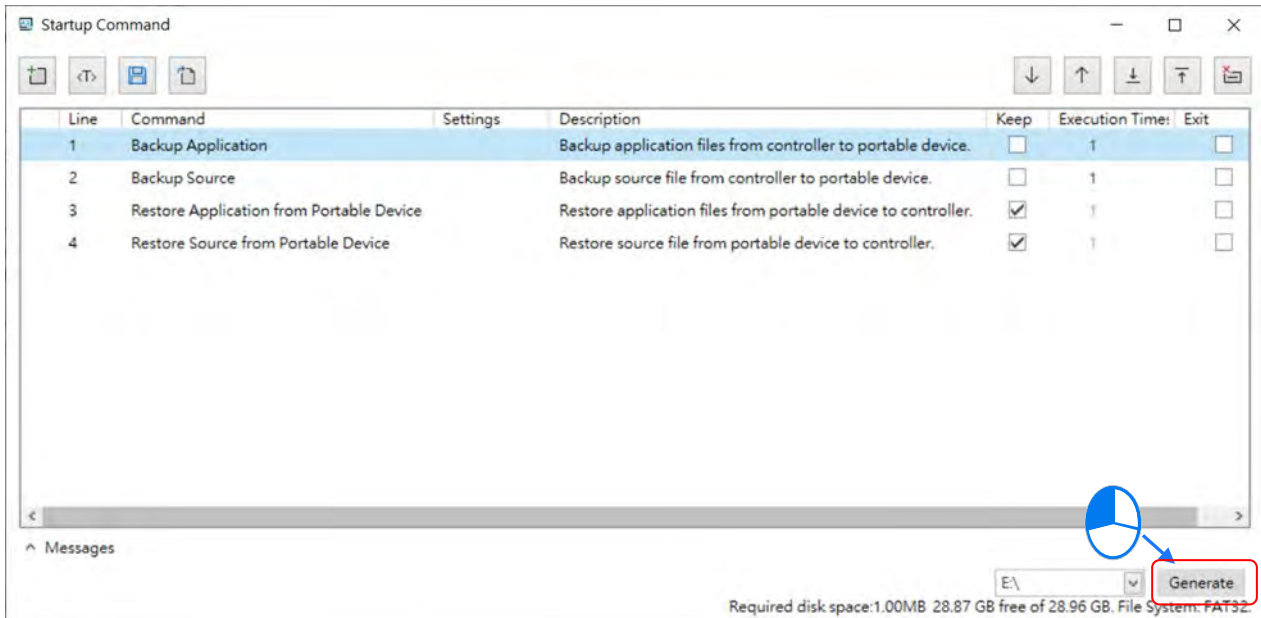 Startup Command
<T>
Line Command Settings Description Keep Execution Time: Exit
1 Backup Application Backup application files from controller to portable device. 1
2 Backup Source Backup source file from controller to portable device. 1
3 Restore Application from Portable Device Restore application files from portable device to controller. 1
4 Restore Source from Portable Device Restore source file from portable device to controller. 1
Messages
E:\ Generate
Required disk space:1.00MB 28.87 GB free of 28.96 GB. File System: FAT32.